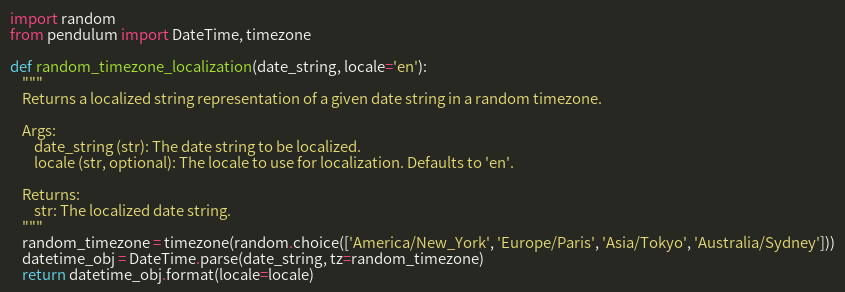 import random
from pendulum import DateTime, timezone

def random_timezone_localization(date_string, locale='en'):
    """
    Returns a localized string representation of a given date string in a random timezone.

    Args:
        date_string (str): The date string to be localized.
        locale (str, optional): The locale to use for localization. Defaults to 'en'.

    Returns:
        str: The localized date string.
    """
    random_timezone = timezone(random.choice(['America/New_York', 'Europe/Paris', 'Asia/Tokyo', 'Australia/Sydney']))
    datetime_obj = DateTime.parse(date_string, tz=random_timezone)
    return datetime_obj.format(locale=locale)